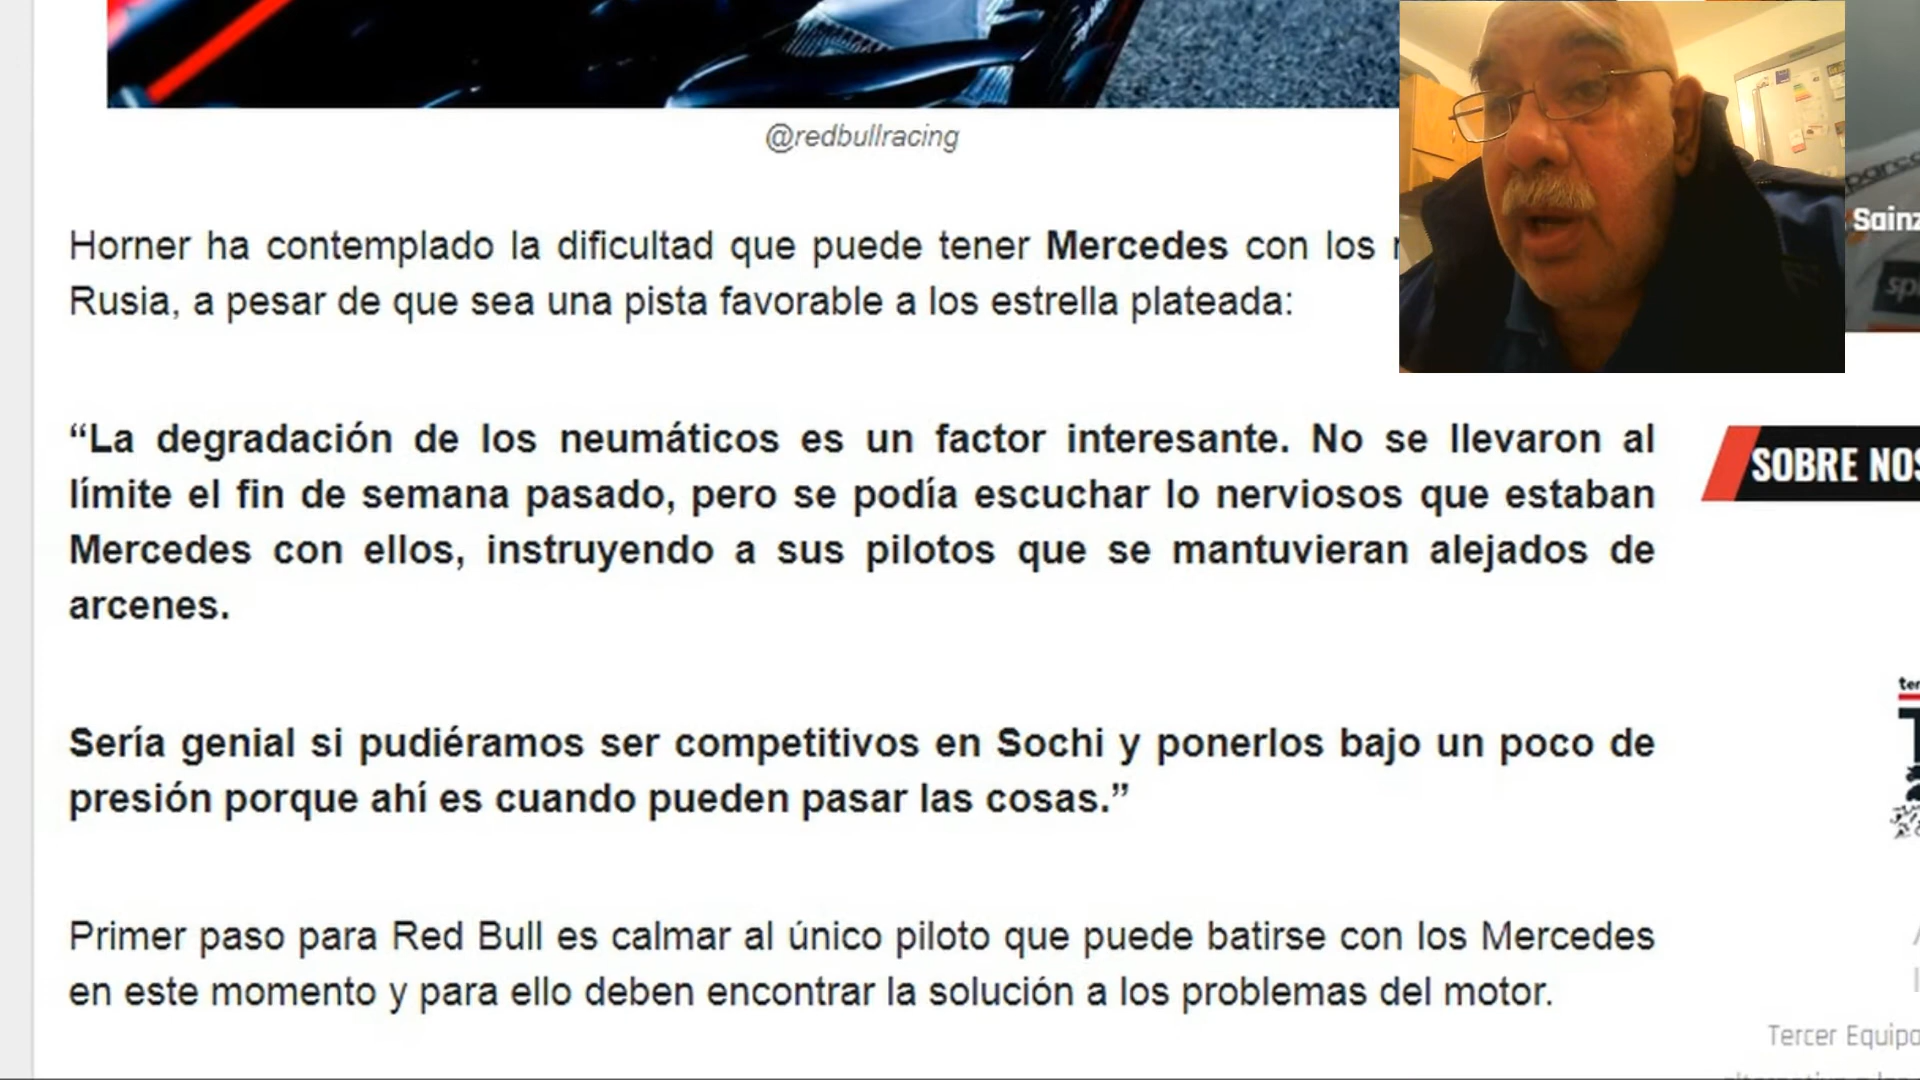 @redbullracing
Horner ha contemplado la dificultad que puede tener Mercedes con los
Rusia, a pesar de que sea una pista favorable a los estrella plateada:
Sainz
“La degradación de los neumáticos es un factor interesante. No se llevaron al
límite el fin de semana pasado, pero se podía escuchar lo nerviosos que estaban
Mercedes con ellos, instruyendo a sus pilotos que se mantuvieran alejados de
arcenes.
SOBRE NOS
Sería genial si pudiéramos ser competitivos en Sochi y ponerlos bajo un poco de
presión porque ahí es cuando pueden pasar las cosas.”
Primer paso para Red Bull es calmar al único piloto que puede batirse con los Mercedes
en este momento y para ello deben encontrar la solución a los problemas del motor.
Tercer Equipo